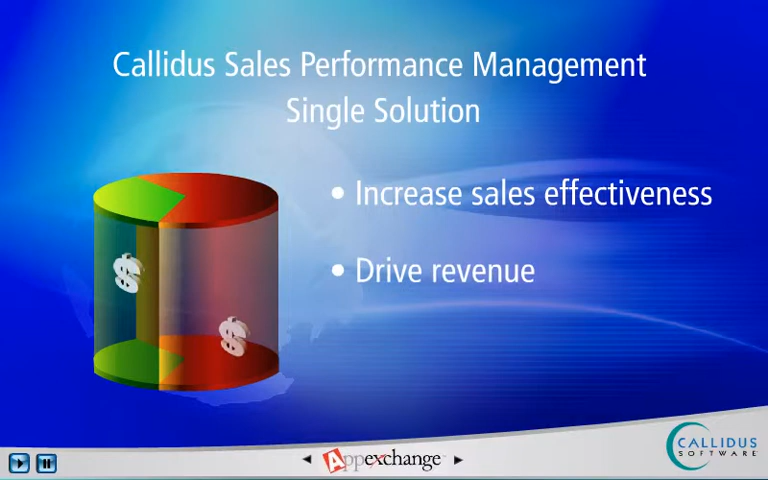 Callidus Sales Performance Management
Single Solution
• Increase sales effectiveness
• Drive revenue
$
$
Appexchange
CALLIDUS
SOFTWARE